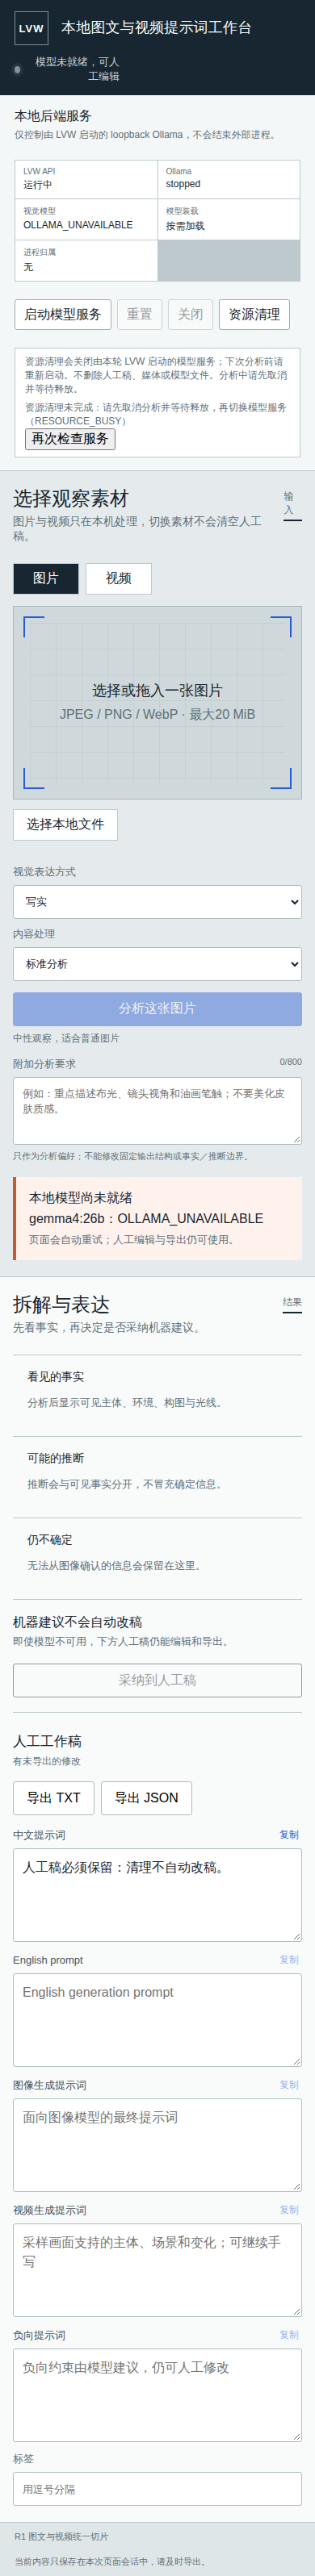 LVW
本地图文与视频提示词工作台
模型未就绪，可人
工编辑
本地后端服务
仅控制由 LVW 启动的 loopback Ollama，不会结束外部进程。
LVW API
运行中
Ollama
stopped
视觉模型
OLLAMA_UNAVAILABLE
模型装载
按需加载
进程归属
无
启动模型服务
重置
关闭
资源清理
资源清理会关闭由本轮 LVW 启动的模型服务；下次分析前请
重新启动。不删除人工稿、媒体或模型文件。分析中请先取消
并等待释放。
资源清理未完成：请先取消分析并等待释放，再切换模型服务
（RESOURCE_BUSY）
再次检查服务
选择观察素材
输
入
图片与视频只在本机处理，切换素材不会清空人工
稿。
图片
视频
选择或拖入一张图片
JPEG / PNG / WebP · 最大20 MiB
选择本地文件
视觉表达方式
写实
内容处理
标准分析
分析这张图片
中性观察，适合普通图片
附加分析要求
0/800
例如：重点描述布光、镜头视角和油画笔触；不要美化皮
肤质感。
只作为分析偏好；不能修改固定输出结构或事实／推断边界。
本地模型尚未就绪
gemma4:26b：OLLAMA_UNAVAILABLE
页面会自动重试；人工编辑与导出仍可使用。
拆解与表达
结果
先看事实，再决定是否采纳机器建议。
看见的事实
分析后显示可见主体、环境、构图与光线。
可能的推断
推断会与可见事实分开，不冒充确定信息。
仍不确定
无法从图像确认的信息会保留在这里。
机器建议不会自动改稿
即使模型不可用，下方人工稿仍能编辑和导出。
采纳到人工稿
人工工作稿
有未导出的修改
导出 TXT
导出 JSON
中文提示词
复制
人工稿必须保留：清理不自动改稿。
English prompt
复制
English generation prompt
图像生成提示词
复制
面向图像模型的最终提示词
视频生成提示词
复制
采样画面支持的主体、场景和变化；可继续手
写
负向提示词
复制
负向约束由模型建议，仍可人工修改
标签
用逗号分隔
R1 图文与视频统一切片
当前内容只保存在本次页面会话中，请及时导出。